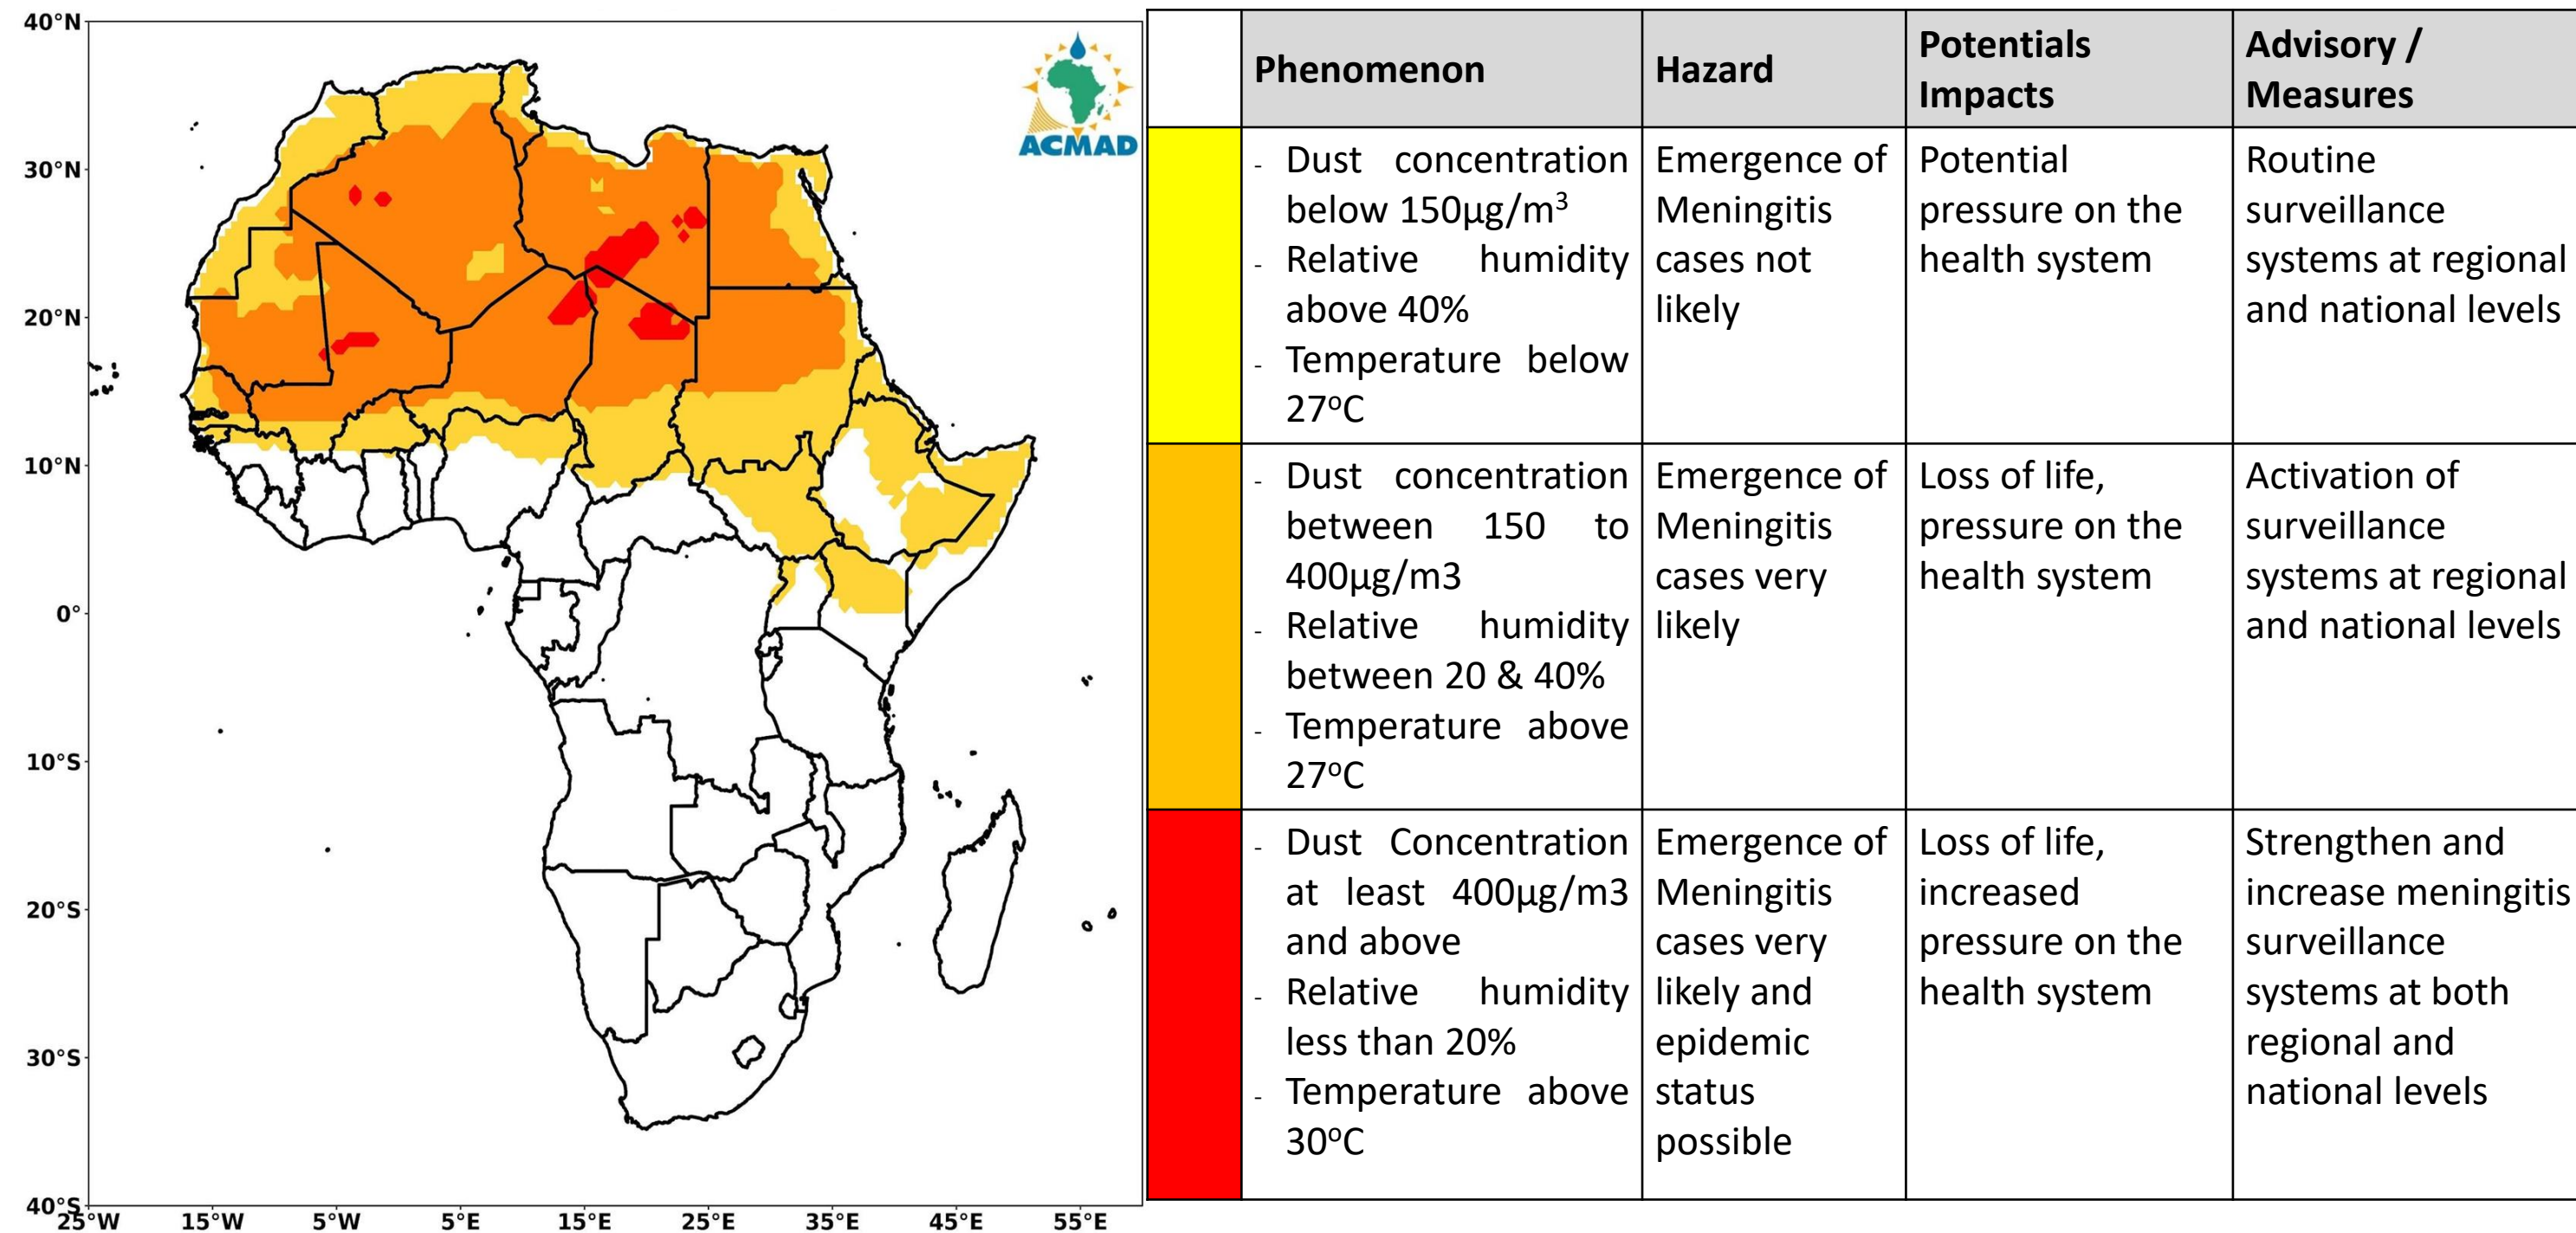 40°N
30°N
20°N
10°N
0°
10°S
20°S
30°S
40°S
25°W 15°W 5°W 5°E 15°E 25°E 35°E 45°E 55°E
ACMAD
Phenomenon
Hazard
Potentials
Impacts
Advisory /
Measures
- Dust concentration
below 150µg/m³
- Relative humidity
above 40%
- Temperature below
27ºC
Emergence of
Meningitis
cases not
likely
Potential
pressure on the
health system
Routine
surveillance
systems at regional
and national levels
- Dust concentration
between 150 to
400µg/m3
- Relative humidity
between 20 & 40%
- Temperature above
27ºC
Emergence of
Meningitis
cases very
likely
Loss of life,
pressure on the
health system
Activation of
surveillance
systems at regional
and national levels
- Dust Concentration
at least 400µg/m3
and above
- Relative humidity
less than 20%
- Temperature above
30ºC
Emergence of
Meningitis
cases very
likely and
epidemic
status
possible
Loss of life,
increased
pressure on the
health system
Strengthen and
increase meningitis
surveillance
systems at both
regional and
national levels